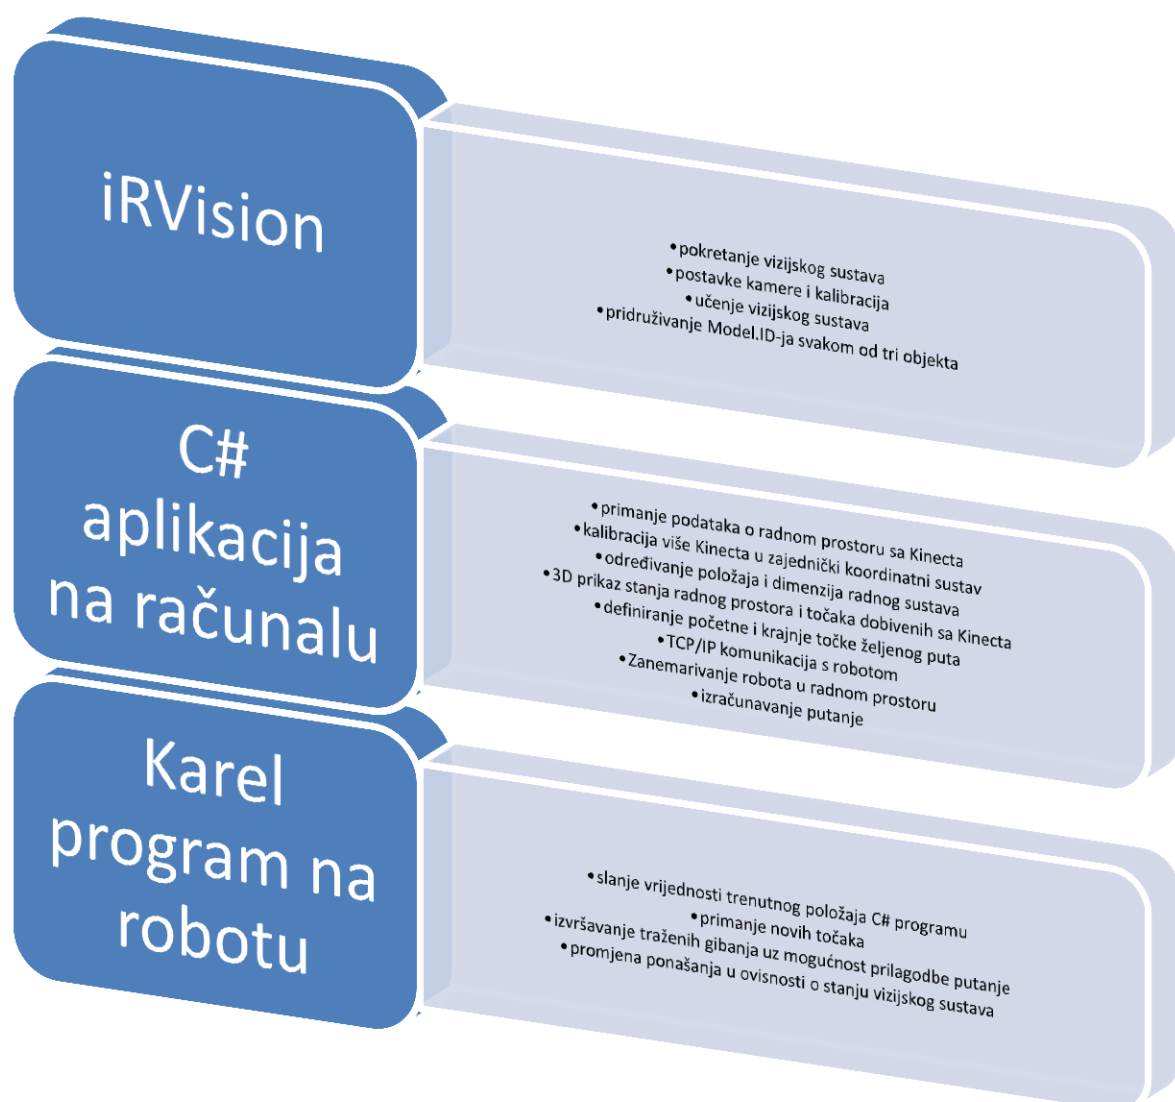 iRVision
•pokretanje vizijskog sustava
•postavke kamere i kalibracija
•učenje vizijskog sustava
•pridruživanje Model.ID-ja svakom od tri objekta
C#
aplikacija
na računalu
•primanje podataka o radnom prostoru sa Kinecta
•kalibracija više Kinecta u zajednički koordinatni sustav
•određivanje položaja i dimenzija radnog sustava
•3D prikaz stanja radnog prostora i točaka dobivenih sa Kinecta
•definiranje početne i krajnje točke željenog puta
•TCP/IP komunikacija s robotom
•Zanemarivanje robota u radnom prostoru
•izračunavanje putanje
Karel
program na
robotu
•slanje vrijednosti trenutnog položaja C# programu
•primanje novih točaka
•izvršavanje traženih gibanja uz mogućnost prilagodbe putanje
•promjena ponašanja u ovisnosti o stanju vizijskog sustava